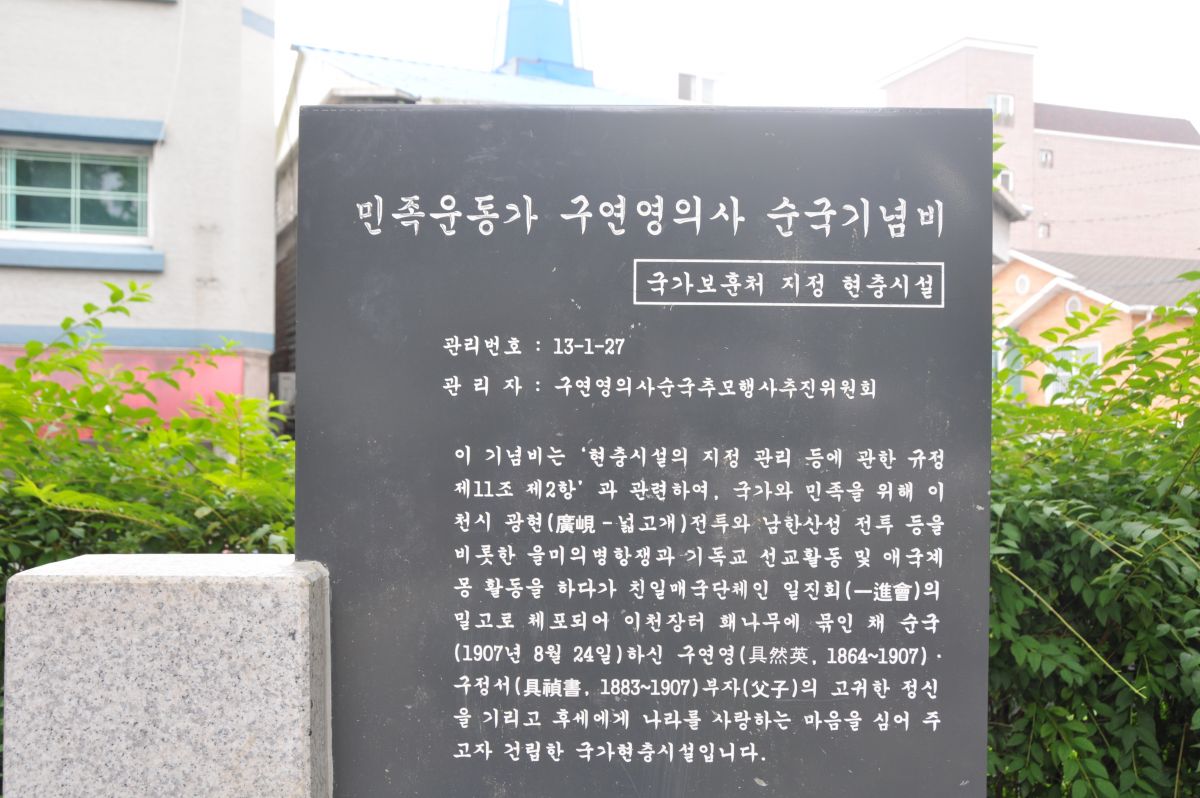 민족운동가 구연영의사 순국기념비
국가보훈처 지정 현충시설
관리번호 : 13-1-27
관 리 자 : 구연영의사순국추모행사추진위원회
이 기념비는 ‘현충시설의 지정 관리 등에 관한 규정
제11조 제2항’ 과 관련하여, 국가와 민족을 위해 이
천시 광현(廣峴-넓고개)전투와 남한산성 전투 등을
비롯한 을미의병항쟁과 기독교 선교활동 및 애국계
몽 활동을 하다가 친일매국단체인 일진회(一進會)의
밀고로 체포되어 이천장터 홰나무에 묶인 채 순국
(1907년 8월 24일)하신 구연영(具然英, 1864~1907)·
구정서(具禎書, 1883~1907)부자(父子)의 고귀한 정신
을 기리고 후세에게 나라를 사랑하는 마음을 심어 주
고자 건립한 국가현충시설입니다.